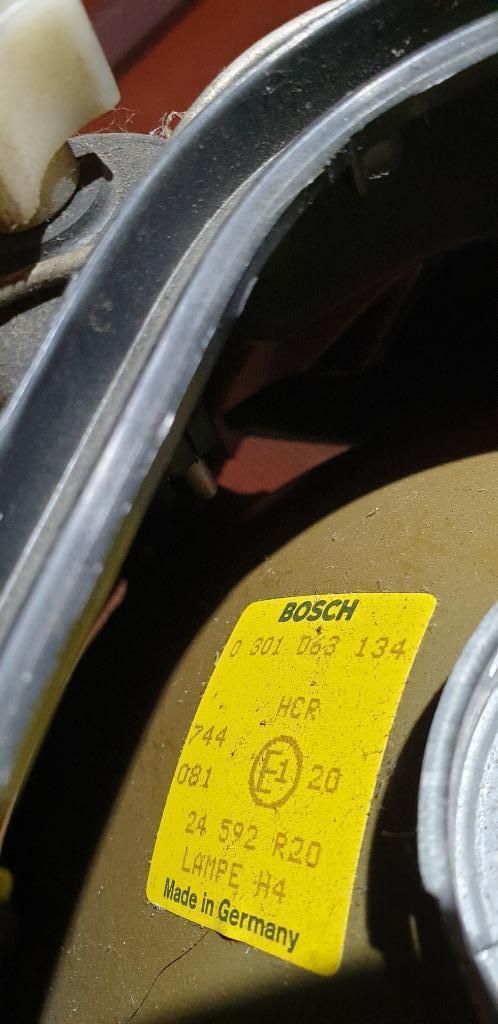 BOSCH
0 301 063 134
HCR
744
081 E1 20
24 592 R20
LAMPE H4
Made in Germany